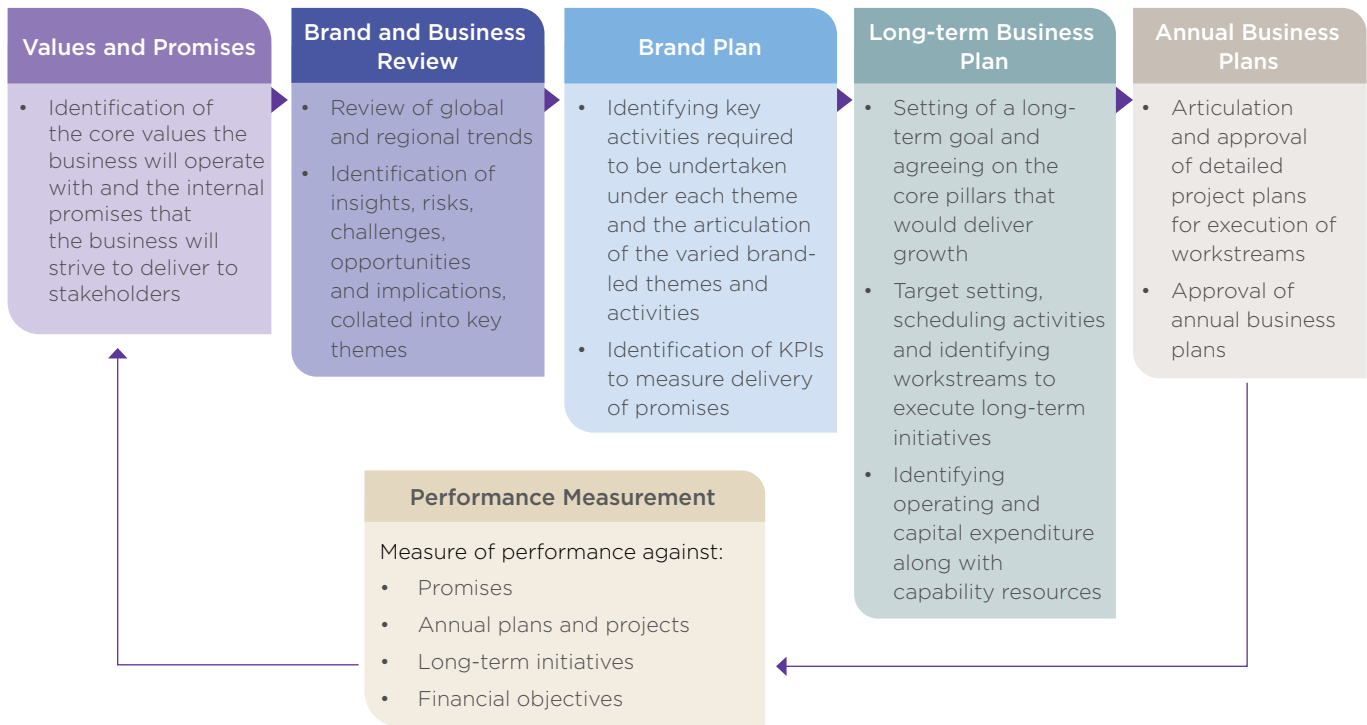 Values and Promises
• Identification of
the core values the
business will operate
with and the internal
promises that
the business will
strive to deliver to
stakeholders
Brand and Business
Review
• Review of global
and regional trends
• Identification of
insights, risks,
challenges,
opportunities
and implications,
collated into key
themes
Brand Plan
• Identifying key
activities required
to be undertaken
under each theme
and the articulation
of the varied brand-
led themes and
activities
• Identification of KPIs
to measure delivery
of promises
Long-term Business
Plan
• Setting of a long-
term goal and
agreeing on the
core pillars that
would deliver
growth
• Target setting,
scheduling activities
and identifying
workstreams to
execute long-term
initiatives
• Identifying
operating and
capital expenditure
along with
capability resources
Annual Business
Plans
• Articulation
and approval
of detailed
project plans
for execution of
workstreams
• Approval of
annual business
plans
Performance Measurement
Measure of performance against:
• Promises
• Annual plans and projects
• Long-term initiatives
• Financial objectives